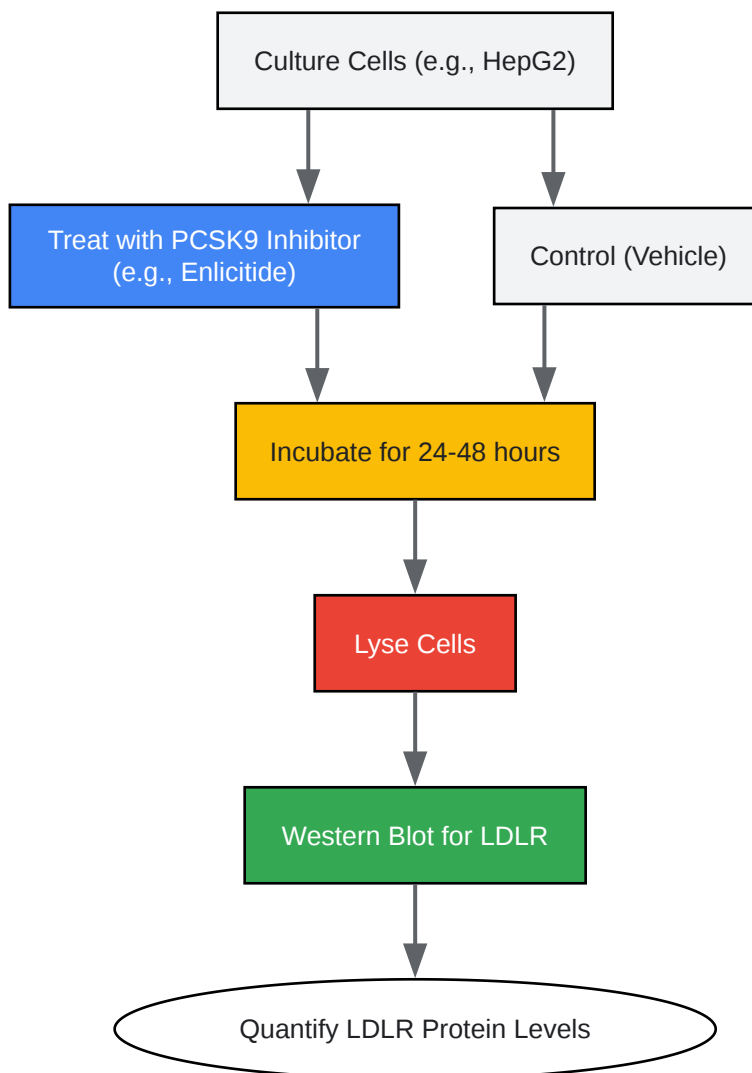 Culture Cells (e.g., HepG2)
Treat with PCSK9 Inhibitor
(e.g., Enlicitide)
Control (Vehicle)
Incubate for 24-48 hours
Lyse Cells
Western Blot for LDLR
Quantify LDLR Protein Levels